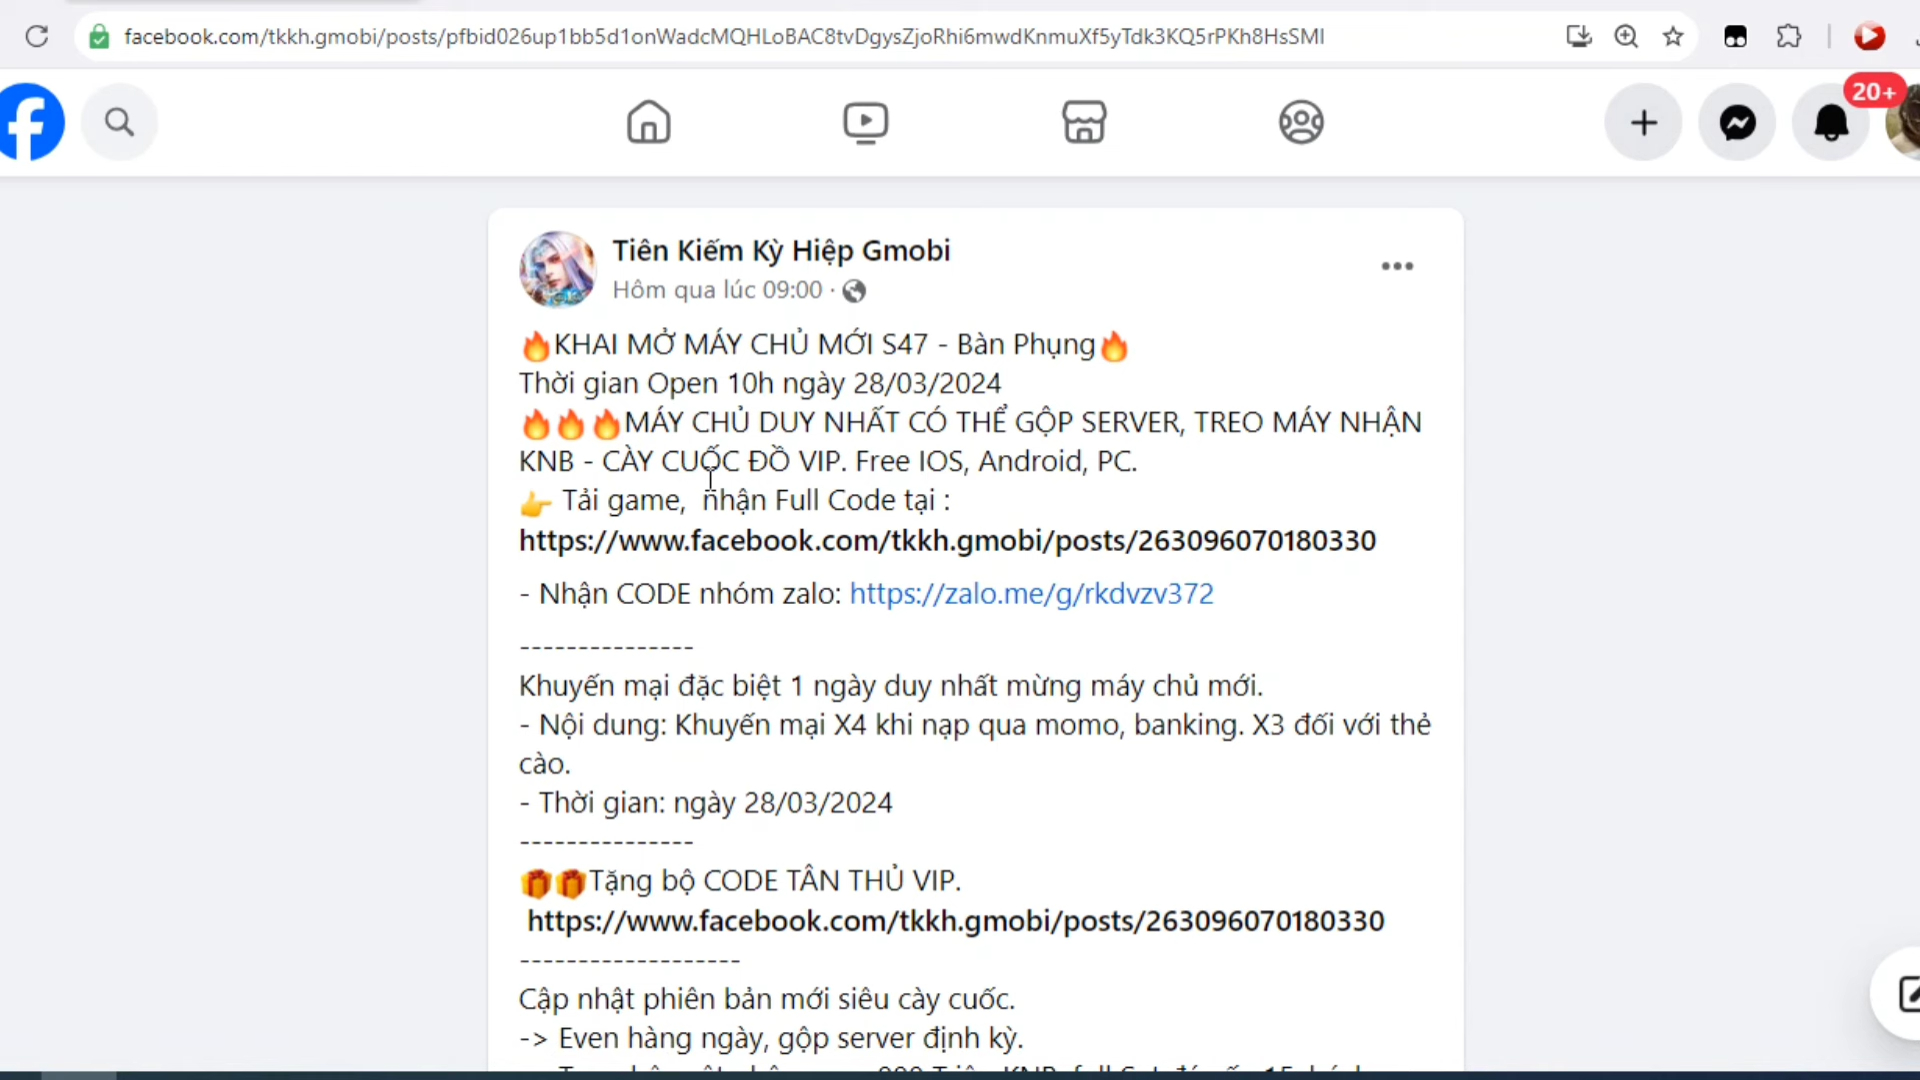 facebook.com/tkkh.gmobi/posts/pfbid026up1bb5d1onWadcMQHLoBAC8tvDgysZjoRhi6mwdKnmuXf5yTdk3KQ5rPKh8HsSMl
20+
Tiên Kiếm Kỳ Hiệp Gmobi
Hôm qua lúc 09:00 ·
🔥KHAI MỞ MÁY CHỦ MỚI S47 - Bàn Phụng🔥
Thời gian Open 10h ngày 28/03/2024
🔥🔥🔥MÁY CHỦ DUY NHẤT CÓ THỂ GỘP SERVER, TREO MÁY NHẬN
KNB - CÀY CUỐC ĐỒ VIP. Free IOS, Android, PC.
👉 Tải game, nhận Full Code tại :
https://www.facebook.com/tkkh.gmobi/posts/263096070180330
- Nhận CODE nhóm zalo: https://zalo.me/g/rkdvzv372
---------------
Khuyến mại đặc biệt 1 ngày duy nhất mừng máy chủ mới.
- Nội dung: Khuyến mại X4 khi nạp qua momo, banking. X3 đối với thẻ
cào.
- Thời gian: ngày 28/03/2024
---------------
🎁🎁Tặng bộ CODE TÂN THỦ VIP.
https://www.facebook.com/tkkh.gmobi/posts/263096070180330
-------------------
Cập nhật phiên bản mới siêu cày cuốc.
-> Even hàng ngày, gộp server định kỳ.